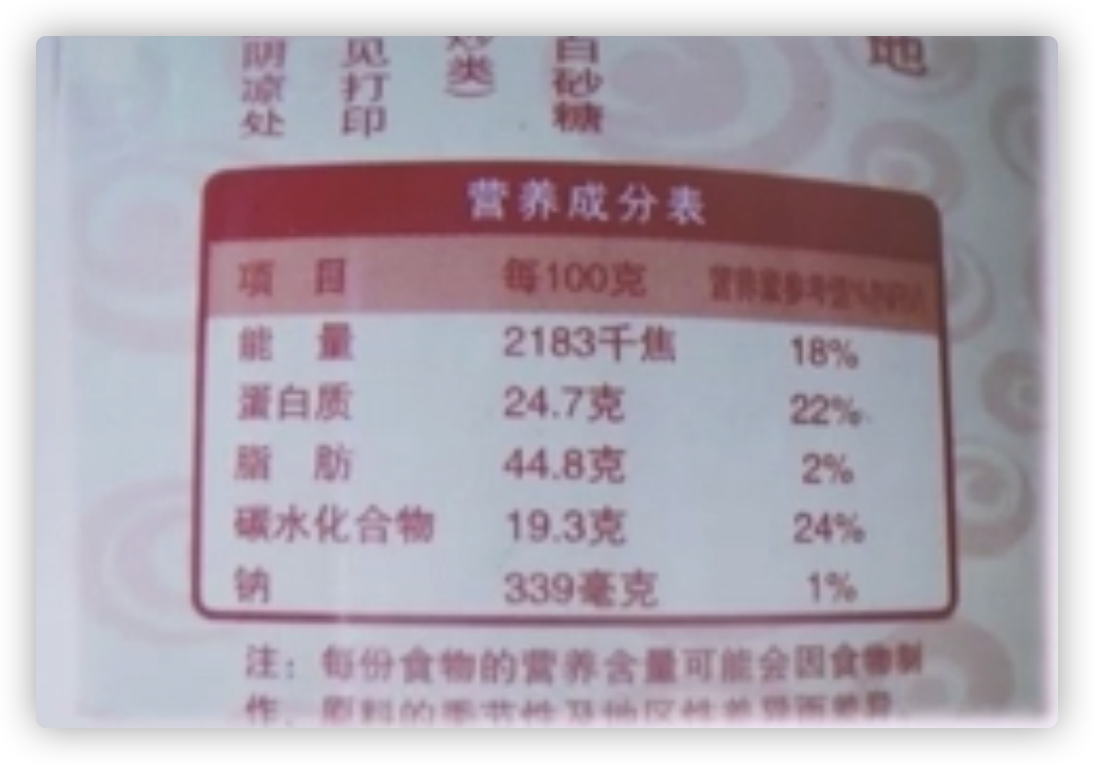 阴凉处
见打印
炒类）
白砂糖
地
营养成分表
项 目 每100克 营养素参考值%(NRV)
能 量 2183千焦 18%
蛋白质 24.7克 22%
脂 肪 44.8克 2%
碳水化合物 19.3克 24%
钠 339毫克 1%
注：每份食物的营养含量可能会因食物制
作、原料的季节性及地区性差异而差异。